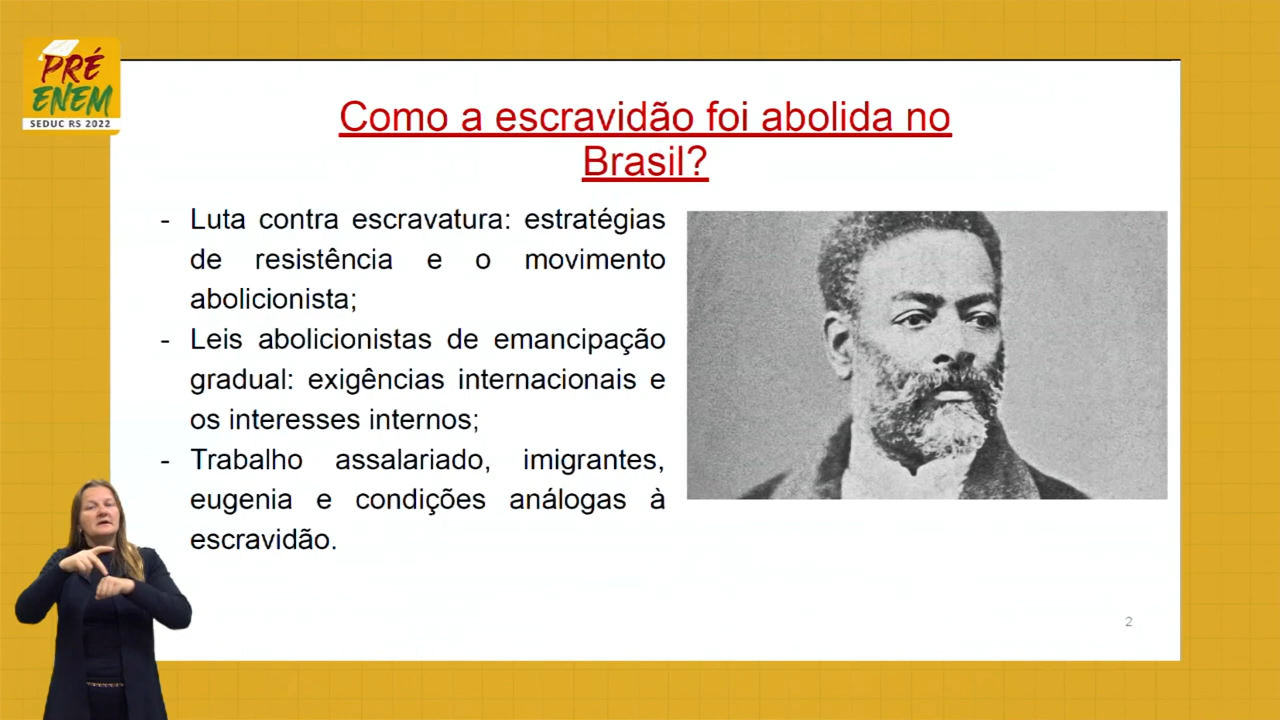 PRÉ
ENEM
SEDUC RS 2022
Como a escravidão foi abolida no
Brasil?
- Luta contra escravatura: estratégias
de resistência e o movimento
abolicionista;
- Leis abolicionistas de emancipação
gradual: exigências internacionais e
os interesses internos;
- Trabalho assalariado, imigrantes,
eugenia e condições análogas à
escravidão.
2